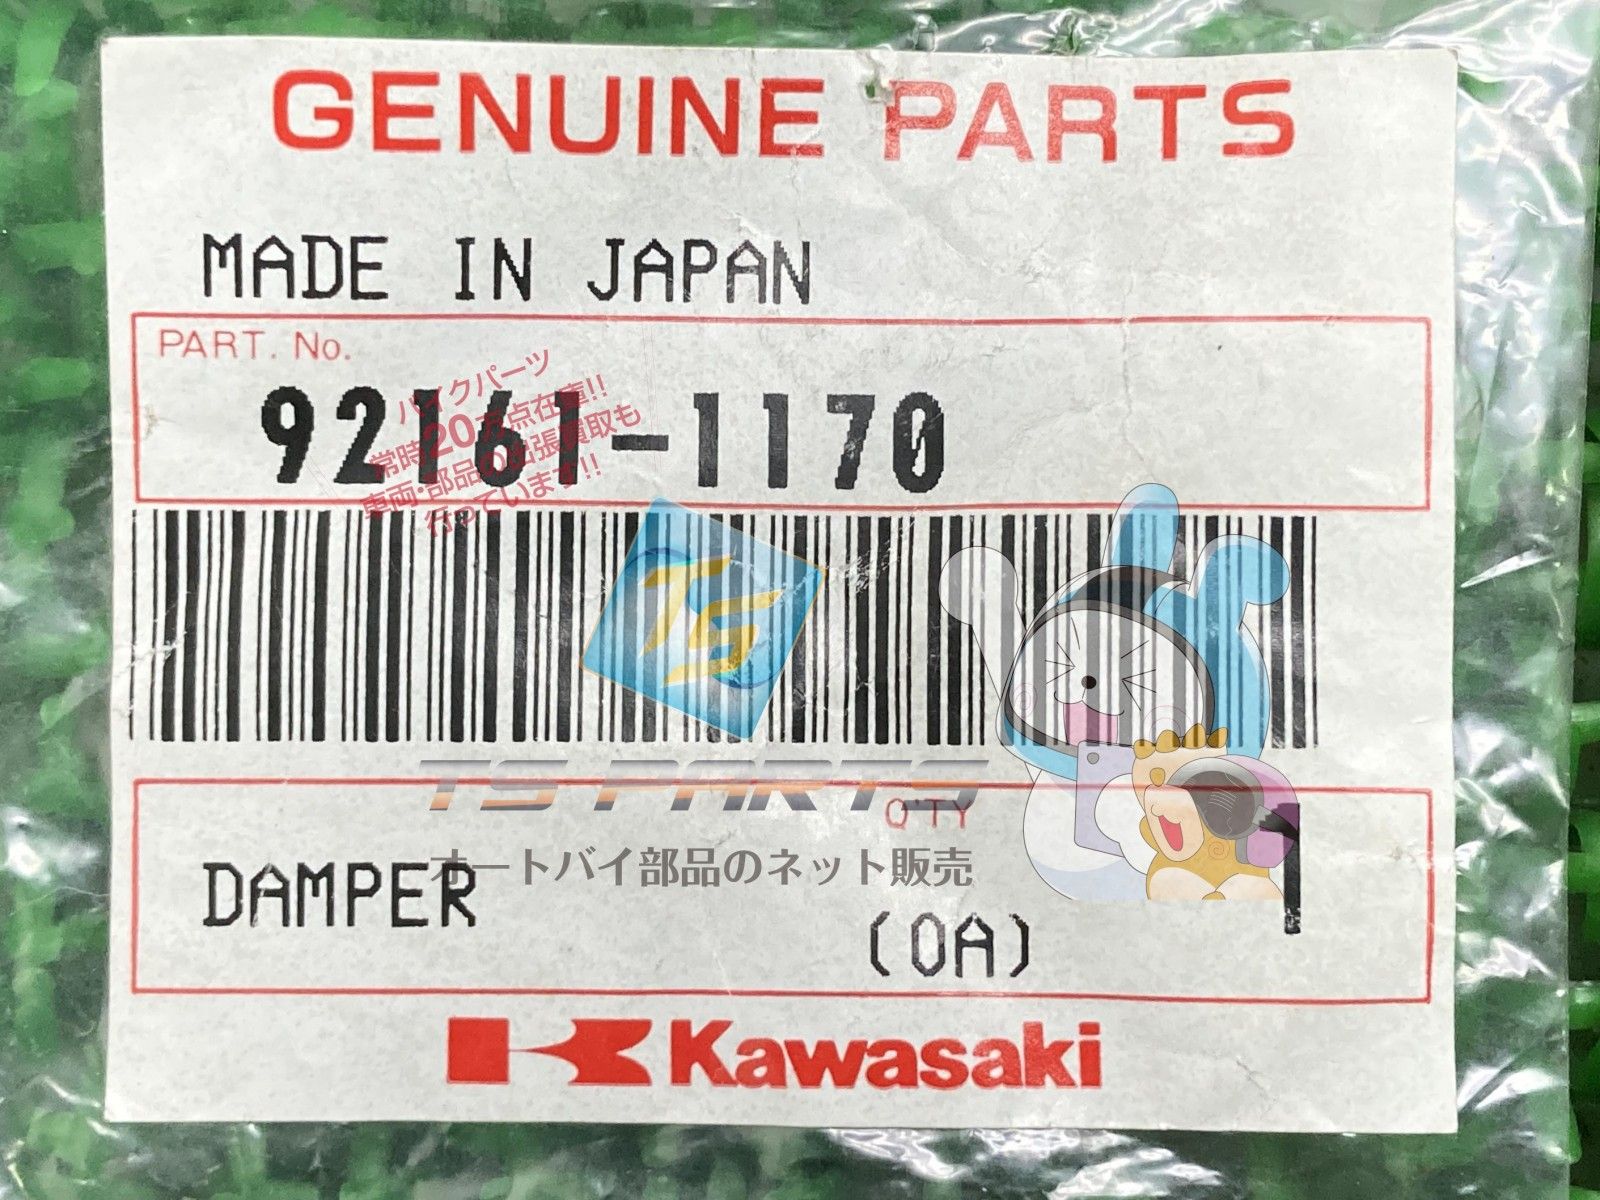 GENUINE PARTS
MADE IN JAPAN
PART. No.
92161-1170
バイクパーツ
常時20万点在庫!!
車両・部品の出張買取も
行っています!!
TS
TS PARTS
オートバイ部品のネット販売
Q'TY
1
DAMPER
(OA)
Kawasaki